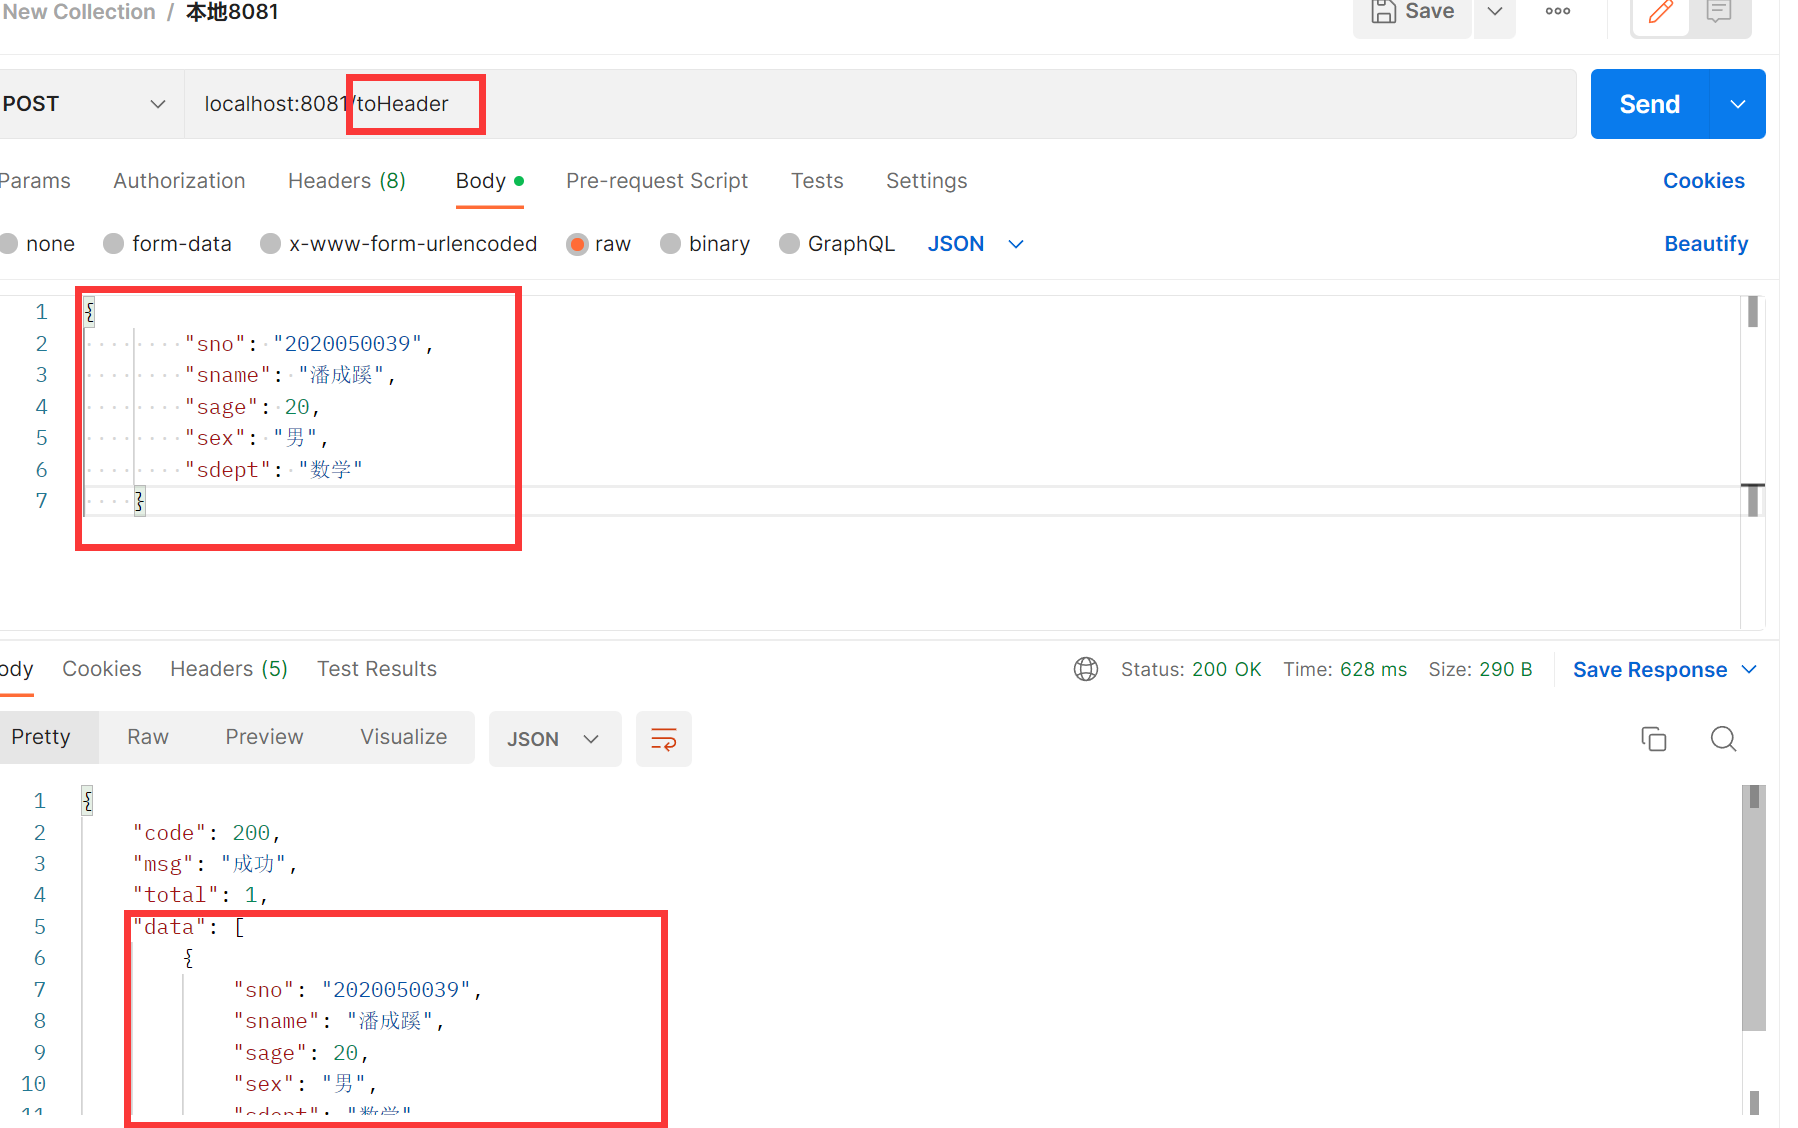 New Collection / 本地8081
Save
POST
localhost:8081/toHeader
Send
Params Authorization Headers (8) Body Pre-request Script Tests Settings Cookies
none form-data x-www-form-urlencoded raw binary GraphQL JSON Beautify
1 {
2 "sno": "2020050039",
3 "sname": "潘成蹊",
4 "sage": 20,
5 "sex": "男",
6 "sdept": "数学"
7 }
ody Cookies Headers (5) Test Results Status: 200 OK Time: 628 ms Size: 290 B Save Response
Pretty Raw Preview Visualize JSON
1 {
2 "code": 200,
3 "msg": "成功",
4 "total": 1,
5 "data": [
6 {
7 "sno": "2020050039",
8 "sname": "潘成蹊",
9 "sage": 20,
10 "sex": "男",
11 "sdept": "数学"